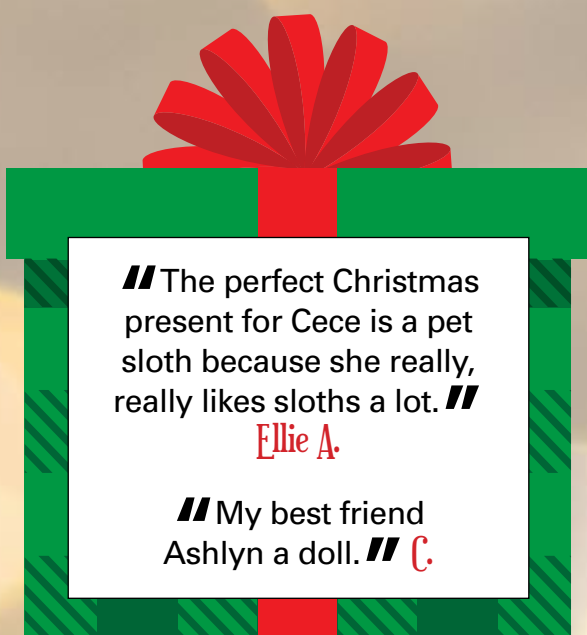 "The perfect Christmas
present for Cece is a pet
sloth because she really,
really likes sloths a lot."
Ellie A.
"My best friend
Ashlyn a doll." C.